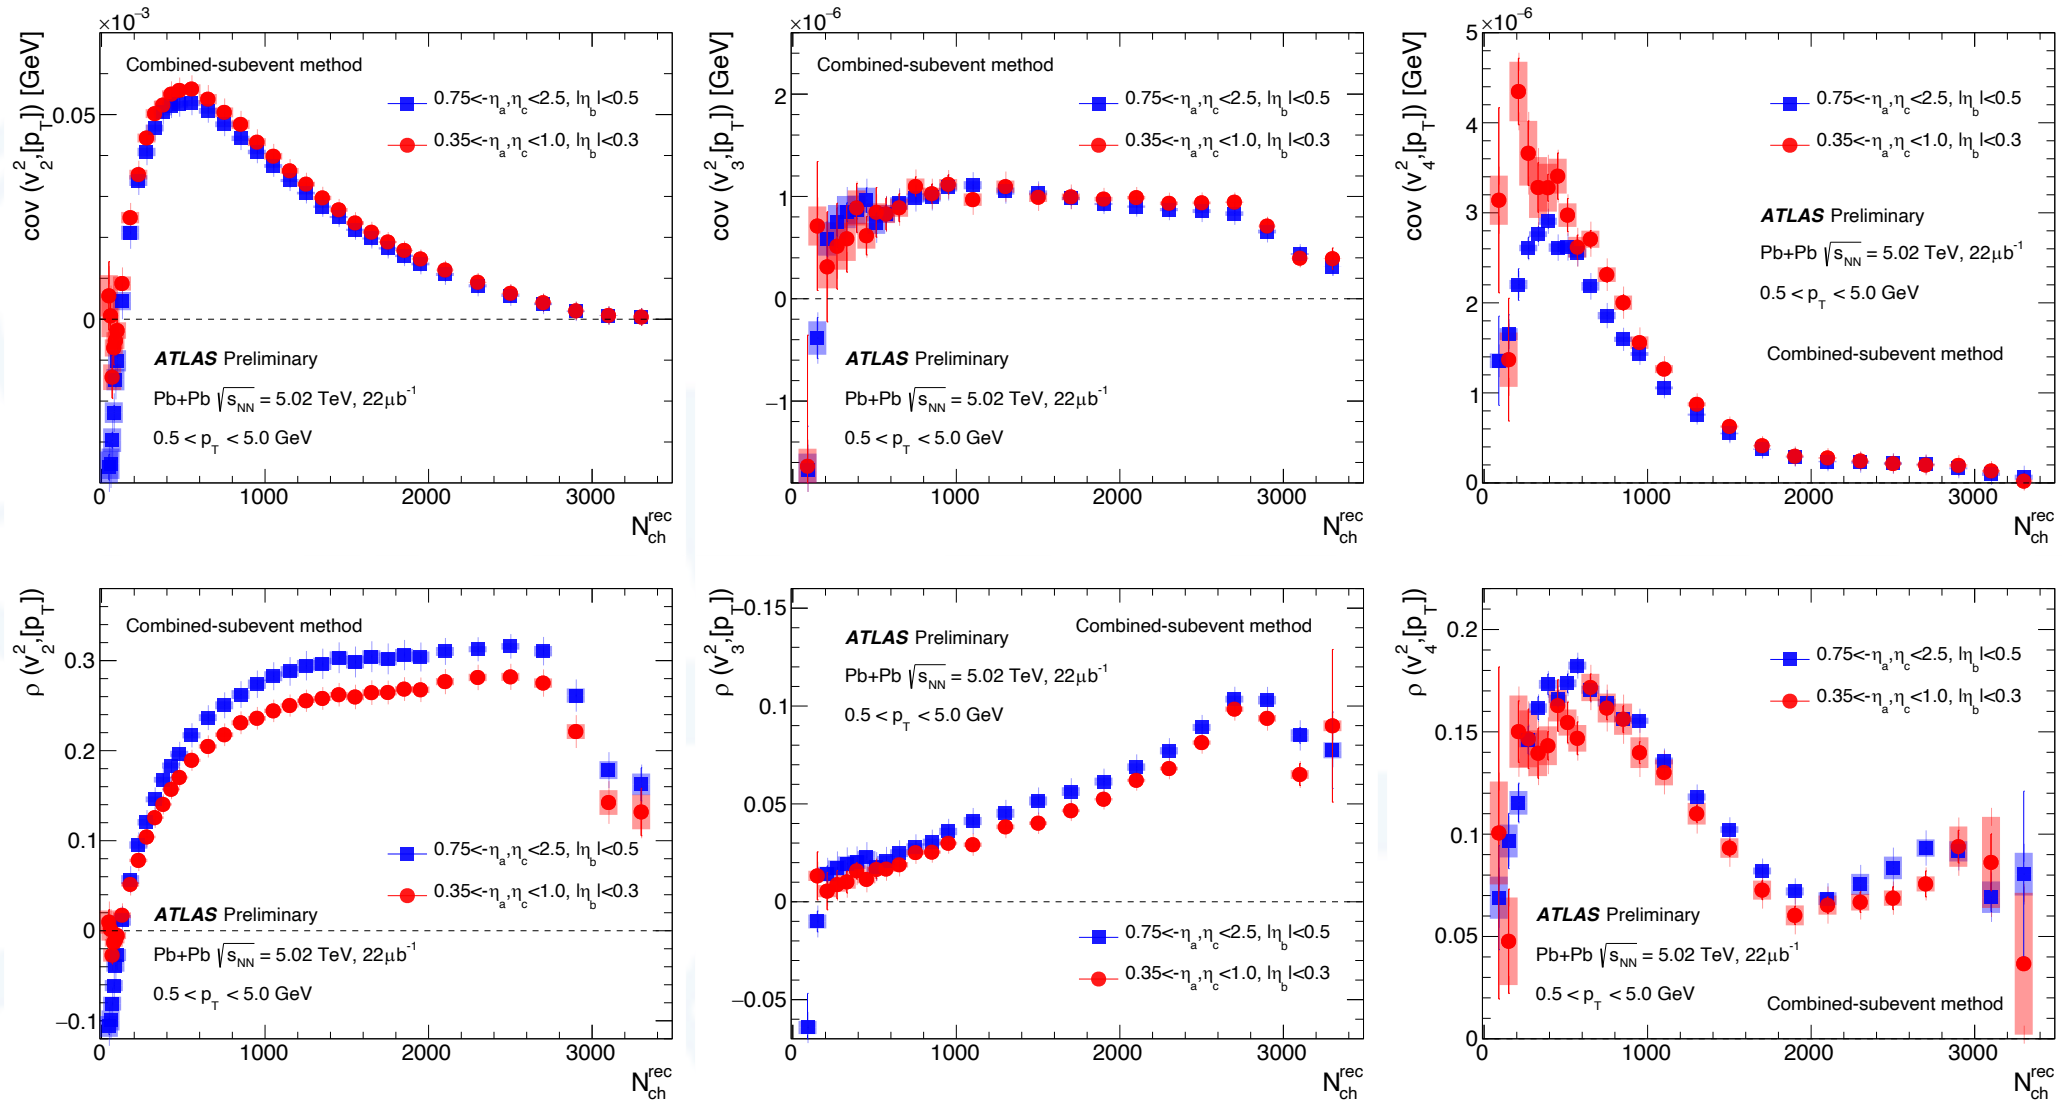 ×10⁻³
cov (v₂²,[p_T]) [GeV]
Combined-subevent method
0.75<-η_a,η_c<2.5, |η_b|<0.5
0.35<-η_a,η_c<1.0, |η_b|<0.3
0.05
0
ATLAS Preliminary
Pb+Pb √s_NN = 5.02 TeV, 22μb⁻¹
0.5 < p_T < 5.0 GeV
0 1000 2000 3000
N_ch^rec
×10⁻⁶
cov (v₃²,[p_T]) [GeV]
Combined-subevent method
0.75<-η_a,η_c<2.5, |η_b|<0.5
0.35<-η_a,η_c<1.0, |η_b|<0.3
2
1
0
−1
ATLAS Preliminary
Pb+Pb √s_NN = 5.02 TeV, 22μb⁻¹
0.5 < p_T < 5.0 GeV
0 1000 2000 3000
N_ch^rec
×10⁻⁶
cov (v₄²,[p_T]) [GeV]
0.75<-η_a,η_c<2.5, |η_b|<0.5
0.35<-η_a,η_c<1.0, |η_b|<0.3
ATLAS Preliminary
Pb+Pb √s_NN = 5.02 TeV, 22μb⁻¹
0.5 < p_T < 5.0 GeV
Combined-subevent method
5
4
3
2
1
0
0 1000 2000 3000
N_ch^rec
ρ (v₂²,[p_T])
Combined-subevent method
0.3
0.2
0.1
0
−0.1
0.75<-η_a,η_c<2.5, |η_b|<0.5
0.35<-η_a,η_c<1.0, |η_b|<0.3
ATLAS Preliminary
Pb+Pb √s_NN = 5.02 TeV, 22μb⁻¹
0.5 < p_T < 5.0 GeV
0 1000 2000 3000
N_ch^rec
ρ (v₃²,[p_T])
0.15
0.1
0.05
0
−0.05
ATLAS Preliminary
Combined-subevent method
Pb+Pb √s_NN = 5.02 TeV, 22μb⁻¹
0.5 < p_T < 5.0 GeV
0.75<-η_a,η_c<2.5, |η_b|<0.5
0.35<-η_a,η_c<1.0, |η_b|<0.3
0 1000 2000 3000
N_ch^rec
ρ (v₄²,[p_T])
0.2
0.15
0.1
0.05
0
0.75<-η_a,η_c<2.5, |η_b|<0.5
0.35<-η_a,η_c<1.0, |η_b|<0.3
ATLAS Preliminary
Pb+Pb √s_NN = 5.02 TeV, 22μb⁻¹
0.5 < p_T < 5.0 GeV
Combined-subevent method
0 1000 2000 3000
N_ch^rec